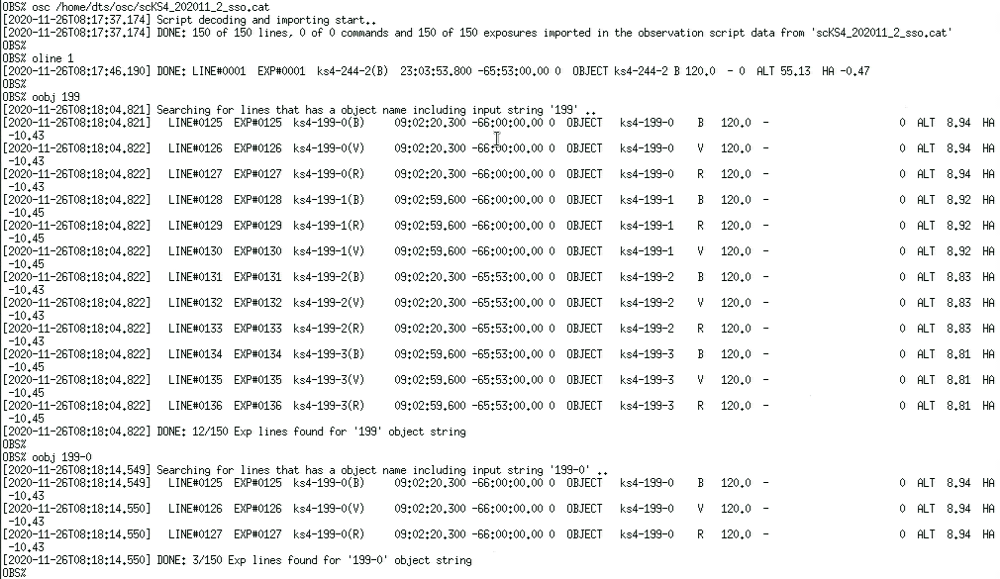 OBS% osc /home/dts/osc/scKS4_202011_2_sso.cat
[2020-11-26T08:17:37.174] Script decoding and importing start..
[2020-11-26T08:17:37.174] DONE: 150 of 150 lines, 0 of 0 commands and 150 of 150 exposures imported in the observation script data from 'scKS4_202011_2_sso.cat'
OBS%
OBS% oline 1
[2020-11-26T08:17:46.190] DONE: LINE#0001 EXP#0001 ks4-244-2(B) 23:03:53.800 -65:53:00.00 0 OBJECT ks4-244-2 B 120.0 - 0 ALT 55.13 HA -0.47
OBS%
OBS% oobj 199
[2020-11-26T08:18:04.821] Searching for lines that has a object name including input string '199' ..
[2020-11-26T08:18:04.821] LINE#0125 EXP#0125 ks4-199-0(B) 09:02:20.300 -66:00:00.00 0 OBJECT ks4-199-0 B 120.0 - 0 ALT 8.94 HA
-10.43
[2020-11-26T08:18:04.822] LINE#0126 EXP#0126 ks4-199-0(V) 09:02:20.300 -66:00:00.00 0 OBJECT ks4-199-0 V 120.0 - 0 ALT 8.94 HA
-10.43
[2020-11-26T08:18:04.822] LINE#0127 EXP#0127 ks4-199-0(R) 09:02:20.300 -66:00:00.00 0 OBJECT ks4-199-0 R 120.0 - 0 ALT 8.94 HA
-10.43
[2020-11-26T08:18:04.822] LINE#0128 EXP#0128 ks4-199-1(B) 09:02:59.600 -66:00:00.00 0 OBJECT ks4-199-1 B 120.0 - 0 ALT 8.92 HA
-10.45
[2020-11-26T08:18:04.822] LINE#0129 EXP#0129 ks4-199-1(R) 09:02:59.600 -66:00:00.00 0 OBJECT ks4-199-1 R 120.0 - 0 ALT 8.92 HA
-10.45
[2020-11-26T08:18:04.822] LINE#0130 EXP#0130 ks4-199-1(V) 09:02:59.600 -66:00:00.00 0 OBJECT ks4-199-1 V 120.0 - 0 ALT 8.92 HA
-10.45
[2020-11-26T08:18:04.822] LINE#0131 EXP#0131 ks4-199-2(B) 09:02:20.300 -65:53:00.00 0 OBJECT ks4-199-2 B 120.0 - 0 ALT 8.83 HA
-10.43
[2020-11-26T08:18:04.822] LINE#0132 EXP#0132 ks4-199-2(V) 09:02:20.300 -65:53:00.00 0 OBJECT ks4-199-2 V 120.0 - 0 ALT 8.83 HA
-10.43
[2020-11-26T08:18:04.822] LINE#0133 EXP#0133 ks4-199-2(R) 09:02:20.300 -65:53:00.00 0 OBJECT ks4-199-2 R 120.0 - 0 ALT 8.83 HA
-10.43
[2020-11-26T08:18:04.822] LINE#0134 EXP#0134 ks4-199-3(B) 09:02:59.600 -65:53:00.00 0 OBJECT ks4-199-3 B 120.0 - 0 ALT 8.81 HA
-10.45
[2020-11-26T08:18:04.822] LINE#0135 EXP#0135 ks4-199-3(V) 09:02:59.600 -65:53:00.00 0 OBJECT ks4-199-3 V 120.0 - 0 ALT 8.81 HA
-10.45
[2020-11-26T08:18:04.822] LINE#0136 EXP#0136 ks4-199-3(R) 09:02:59.600 -65:53:00.00 0 OBJECT ks4-199-3 R 120.0 - 0 ALT 8.81 HA
-10.45
[2020-11-26T08:18:04.822] DONE: 12/150 Exp lines found for '199' object string
OBS%
OBS% oobj 199-0
[2020-11-26T08:18:14.549] Searching for lines that has a object name including input string '199-0' ..
[2020-11-26T08:18:14.549] LINE#0125 EXP#0125 ks4-199-0(B) 09:02:20.300 -66:00:00.00 0 OBJECT ks4-199-0 B 120.0 - 0 ALT 8.94 HA
-10.43
[2020-11-26T08:18:14.550] LINE#0126 EXP#0126 ks4-199-0(V) 09:02:20.300 -66:00:00.00 0 OBJECT ks4-199-0 V 120.0 - 0 ALT 8.94 HA
-10.43
[2020-11-26T08:18:14.550] LINE#0127 EXP#0127 ks4-199-0(R) 09:02:20.300 -66:00:00.00 0 OBJECT ks4-199-0 R 120.0 - 0 ALT 8.94 HA
-10.43
[2020-11-26T08:18:14.550] DONE: 3/150 Exp lines found for '199-0' object string
OBS%